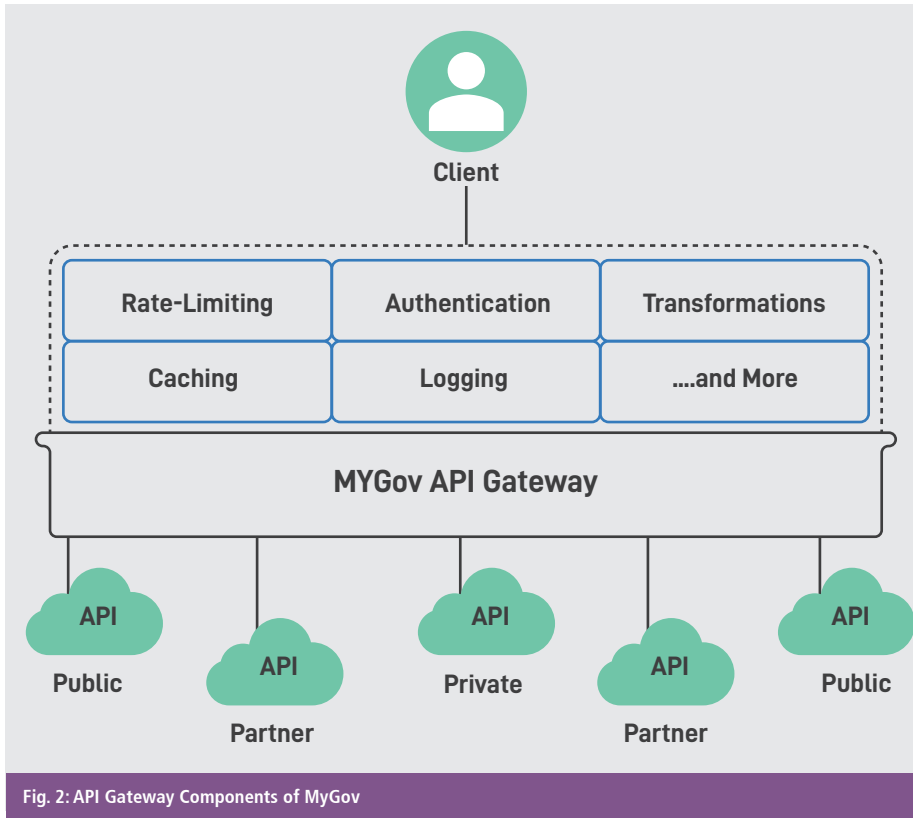 Client
Rate-Limiting
Authentication
Transformations
Caching
Logging
....and More
MYGov API Gateway
API
Public
API
Partner
API
Private
API
Partner
API
Public
Fig. 2: API Gateway Components of MyGov